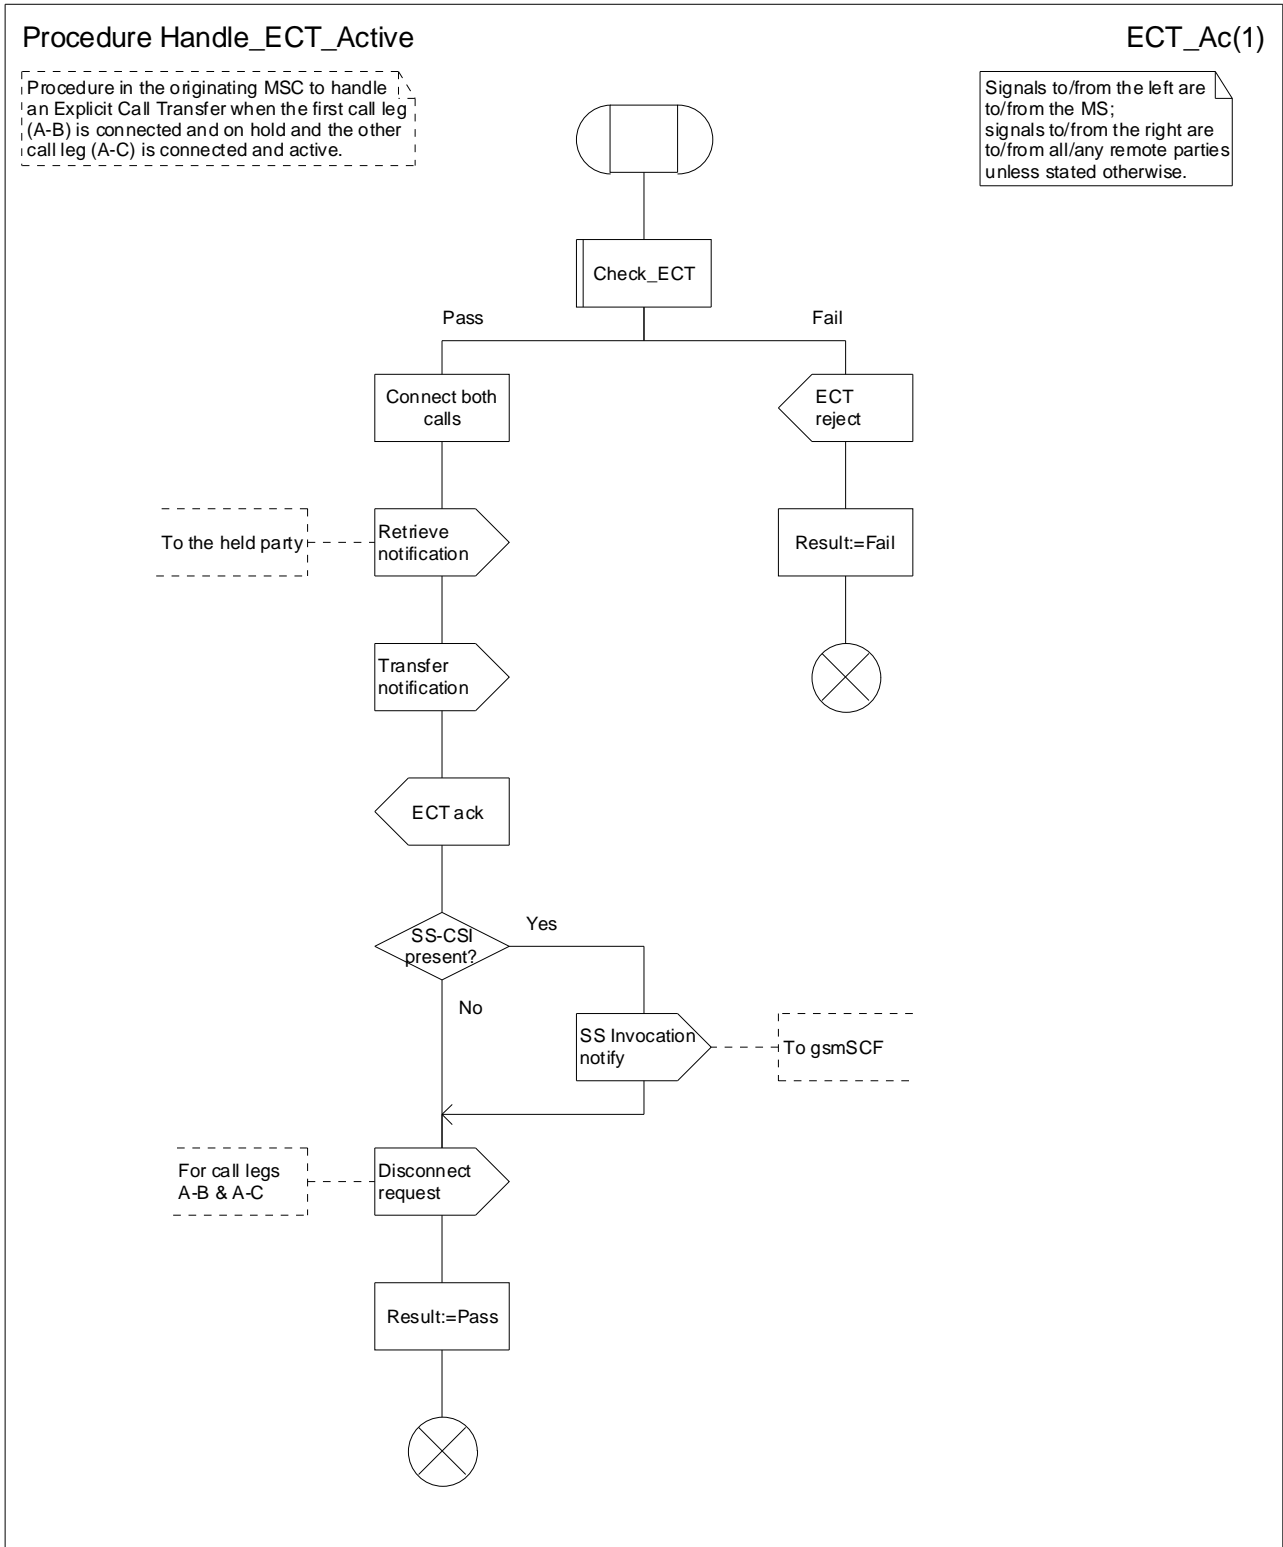 Procedure Handle_ECT_Active
ECT_Ac(1)
Procedure in the originating MSC to handle
an Explicit Call Transfer when the first call leg
(A-B) is connected and on hold and the other
call leg (A-C) is connected and active.
Signals to/from the left are
to/from the MS;
signals to/from the right are
to/from all/any remote parties
unless stated otherwise.
Check_ECT
Pass
Fail
Connect both
calls
ECT
reject
To the held party
Retrieve
notification
Result:=Fail
Transfer
notification
ECT ack
SS-CSI
present?
Yes
No
SS Invocation
notify
To gsmSCF
For call legs
A-B & A-C
Disconnect
request
Result:=Pass